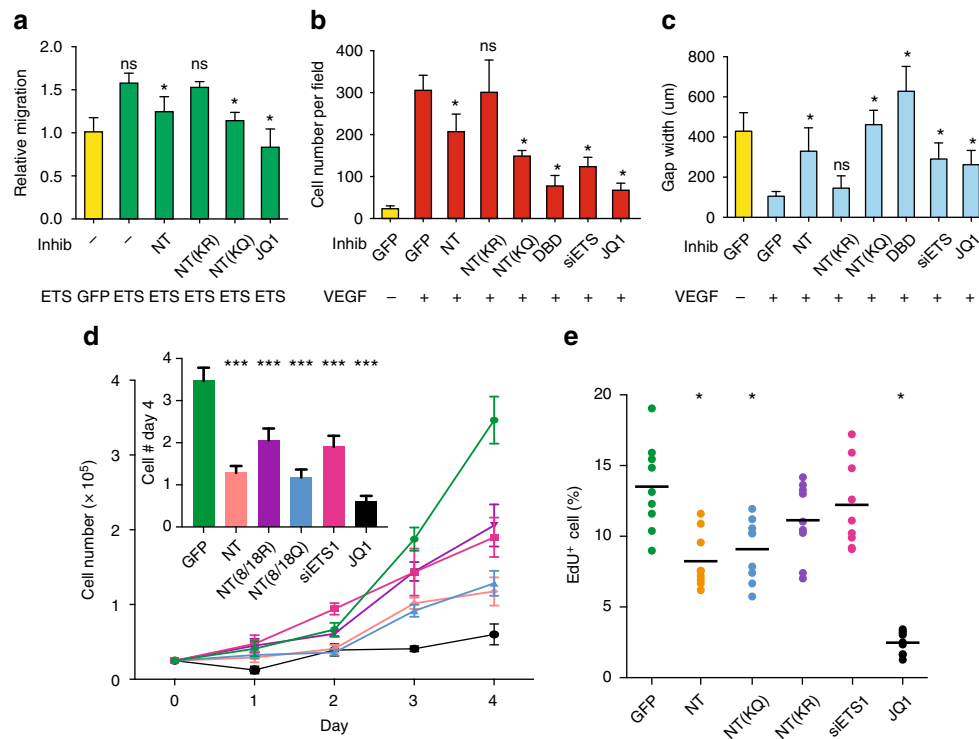 a
Relative migration
2.0
1.5
1.0
0.5
0.0
ns * ns * *
Inhib – – NT NT(KR) NT(KQ) JQ1
ETS GFP ETS ETS ETS ETS ETS
b
Cell number per field
400
300
200
100
0
* ns * * * *
Inhib GFP GFP NT NT(KR) NT(KQ) DBD siETS JQ1
VEGF – + + + + + + +
c
Gap width (um)
800
600
400
200
0
* ns * * * *
Inhib GFP GFP NT NT(KR) NT(KQ) DBD siETS JQ1
VEGF – + + + + + + +
d
Cell number (× 10⁵)
4
3
2
1
0
0 1 2 3 4
Day
Cell # day 4
4
3
2
1
0
*** *** *** *** ***
GFP NT NT(8/18R) NT(8/18Q) siETS1 JQ1
e
EdU⁺ cell (%)
20
15
10
5
0
* * *
GFP NT NT(KQ) NT(KR) siETS1 JQ1